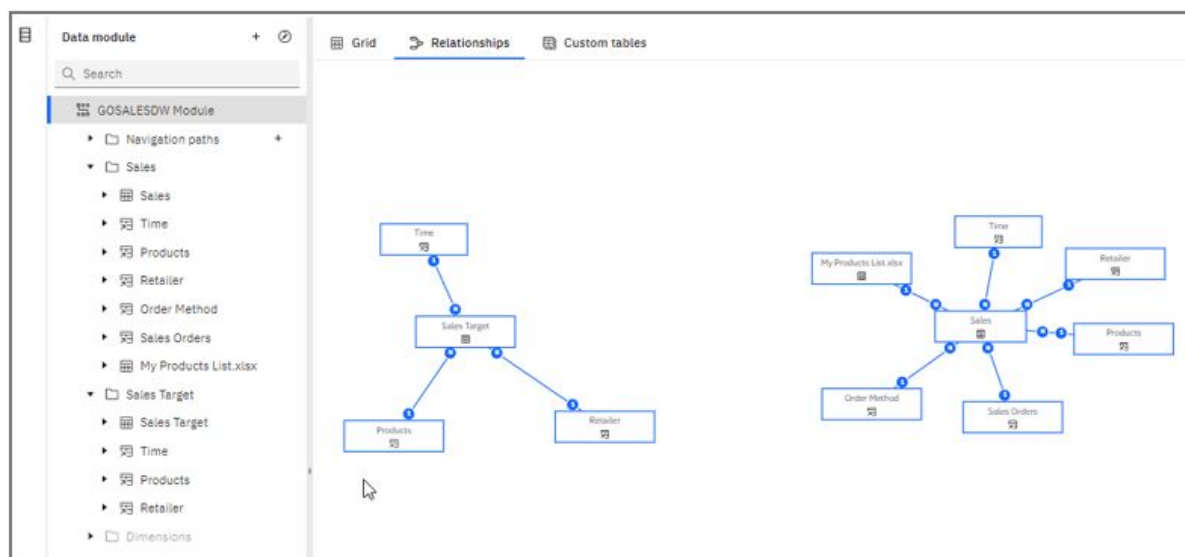 Data module
Grid
Relationships
Custom tables
Search
GOSALESDW Module
Navigation paths
Sales
Sales
Time
Products
Retailer
Order Method
Sales Orders
My Products List.xlsx
Sales Target
Sales Target
Time
Products
Retailer
Dimensions
Time
Sales Target
Products
Retailer
Time
My Products List.xlsx
Retailer
Sales
Products
Order Method
Sales Orders